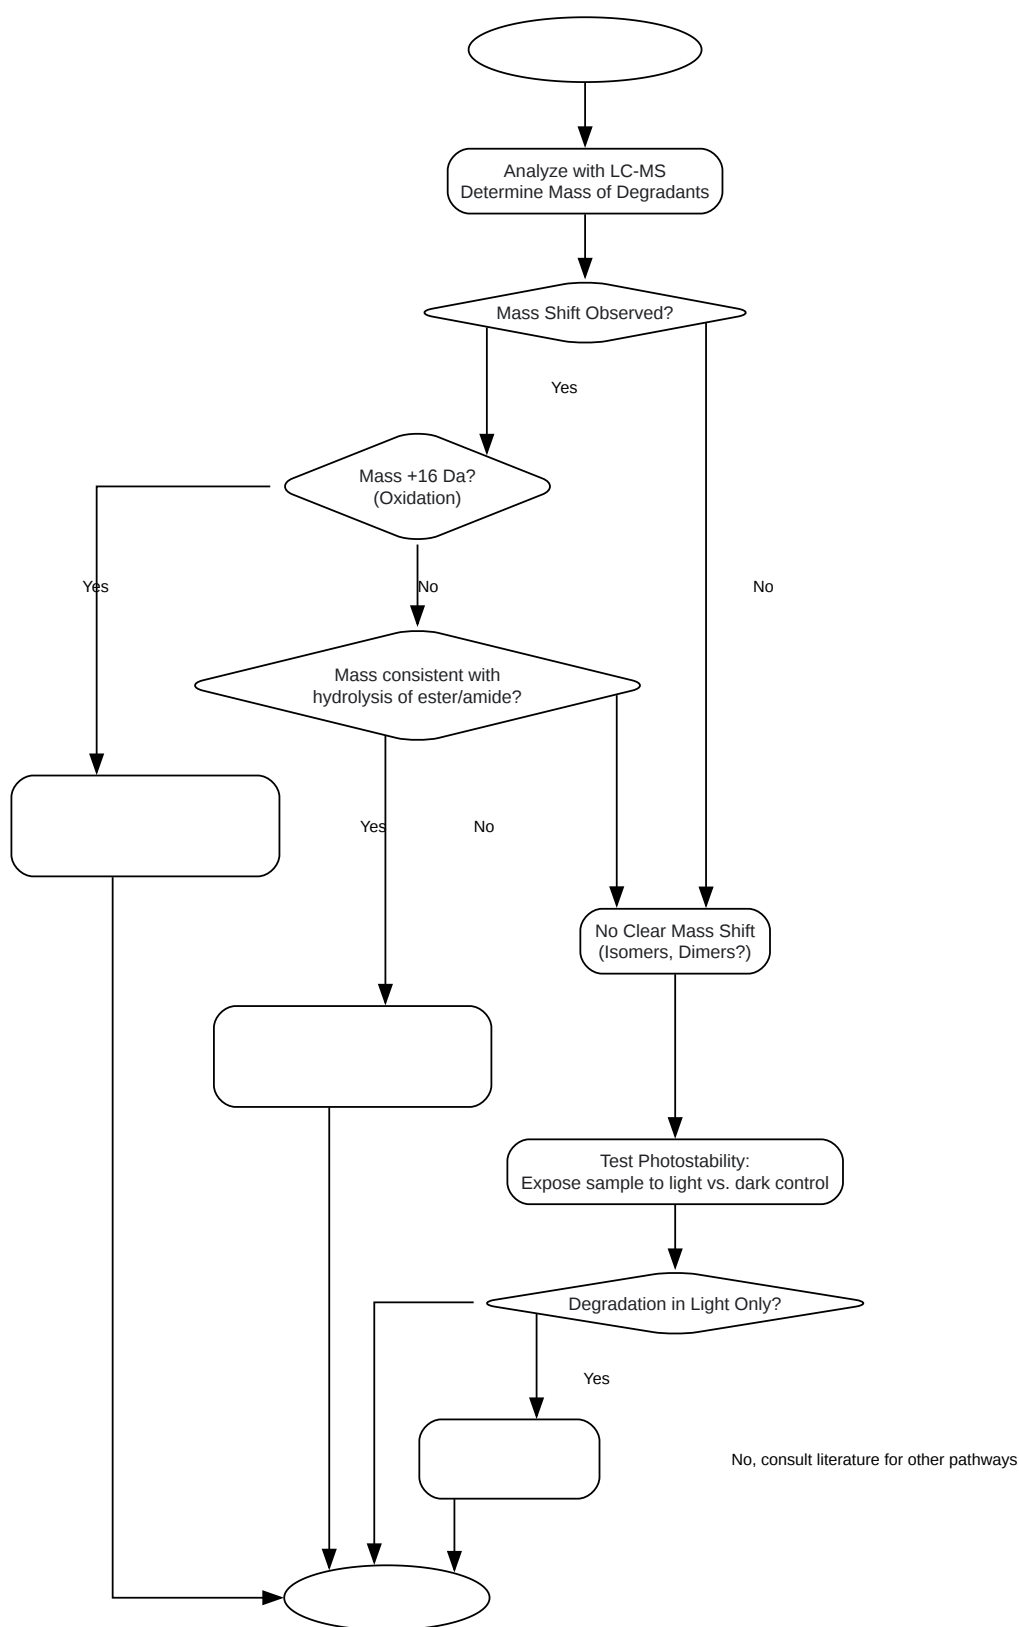 Analyze with LC-MS
Determine Mass of Degradants
Mass Shift Observed?
Yes
Mass +16 Da?
(Oxidation)
Yes
No
No
Mass consistent with
hydrolysis of ester/amide?
Yes
No
No Clear Mass Shift
(Isomers, Dimers?)
Test Photostability:
Expose sample to light vs. dark control
Degradation in Light Only?
Yes
No, consult literature for other pathways